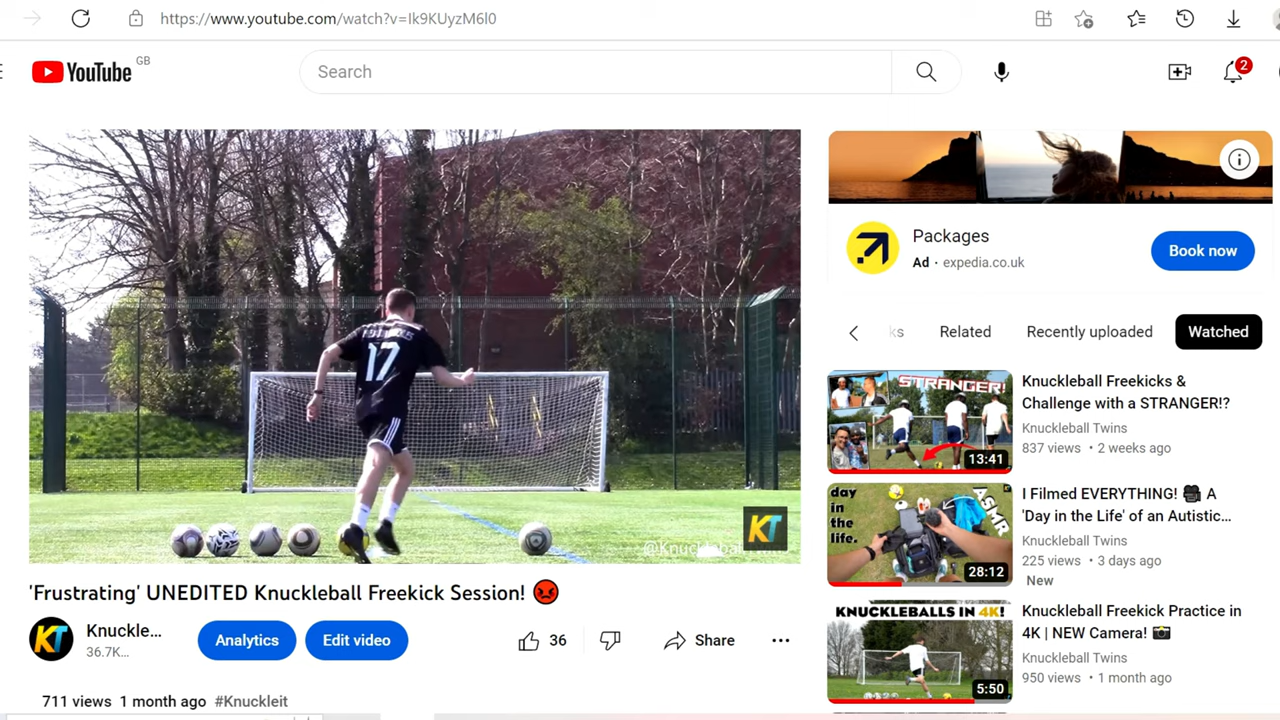 https://www.youtube.com/watch?v=Ik9KUyzM6l0
YouTube GB
Search
2
17
KT
'Frustrating' UNEDITED Knuckleball Freekick Session!
KT
Knuckle...
36.7K...
Analytics
Edit video
36
Share
711 views 1 month ago #Knuckleit
Packages
Ad · expedia.co.uk
Book now
ks
Related
Recently uploaded
Watched
STRANGER!
13:41
Knuckleball Freekicks &
Challenge with a STRANGER!?
Knuckleball Twins
837 views • 2 weeks ago
day
in
the
life.
ASMR
28:12
I Filmed EVERYTHING! A
'Day in the Life' of an Autistic...
Knuckleball Twins
225 views • 3 days ago
New
KNUCKLEBALLS IN 4K!
5:50
Knuckleball Freekick Practice in
4K | NEW Camera!
Knuckleball Twins
950 views • 1 month ago